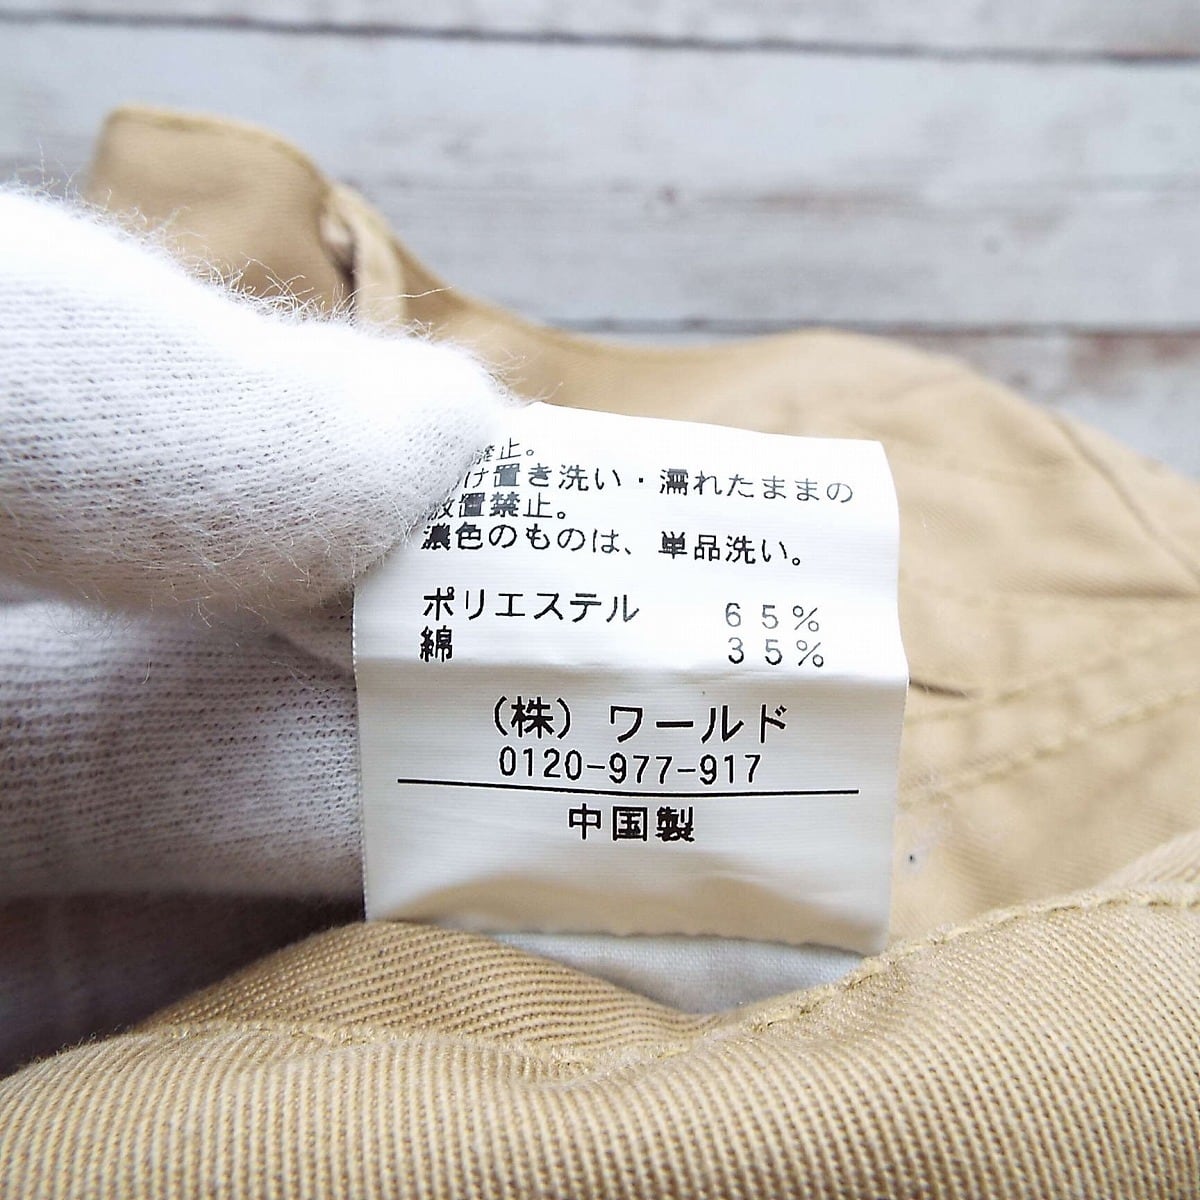 禁止。
け置き洗い・濡れたままの
放置禁止。
濃色のものは、単品洗い。
ポリエステル 65%
綿 35%
(株) ワールド
0120-977-917
中国製